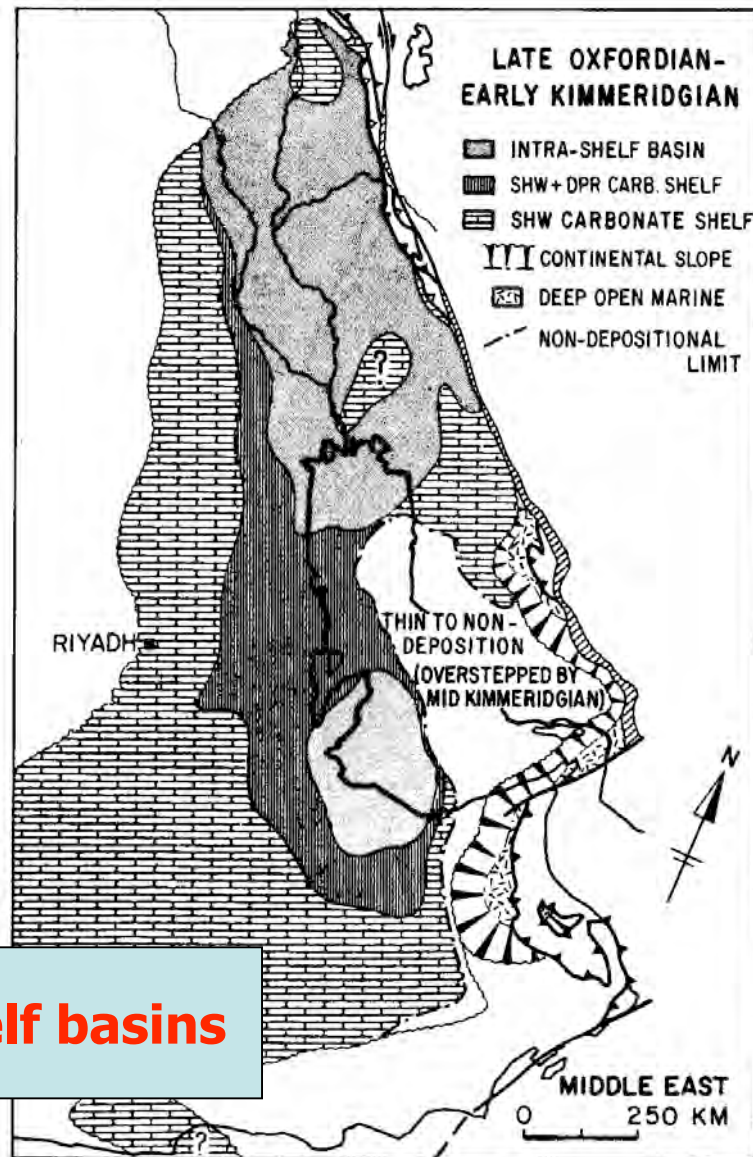 LATE OXFORDIAN-
EARLY KIMMERIDGIAN
INTRA-SHELF BASIN
SHW+DPR CARB. SHELF
SHW CARBONATE SHELF
CONTINENTAL SLOPE
DEEP OPEN MARINE
NON-DEPOSITIONAL
LIMIT
?
THIN TO NON-
DEPOSITION
(OVERSTEPPED BY
MID KIMMERIDGIAN)
RIYADH
N
elf basins
MIDDLE EAST
0 250 KM
?